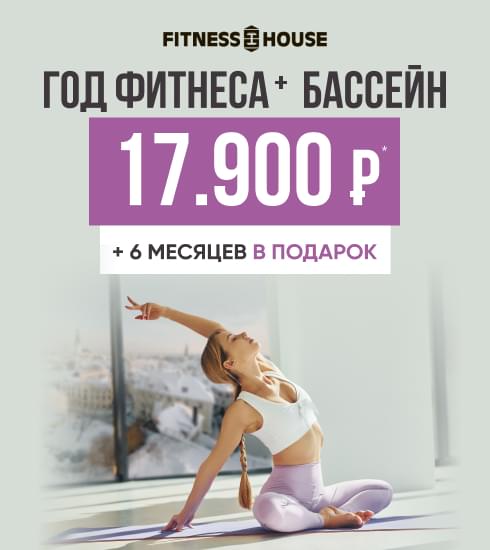 FITNESS HOUSE
ГОД ФИТНЕСА + БАССЕЙН
17.900 ₽*
+ 6 МЕСЯЦЕВ В ПОДАРОК